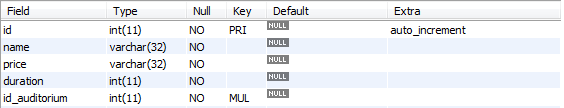 Field Type Null Key Default Extra
id int(11) NO PRI NULL auto_increment
name varchar(32) NO NULL
price varchar(32) NO NULL
duration int(11) NO NULL
id_auditorium int(11) NO MUL NULL